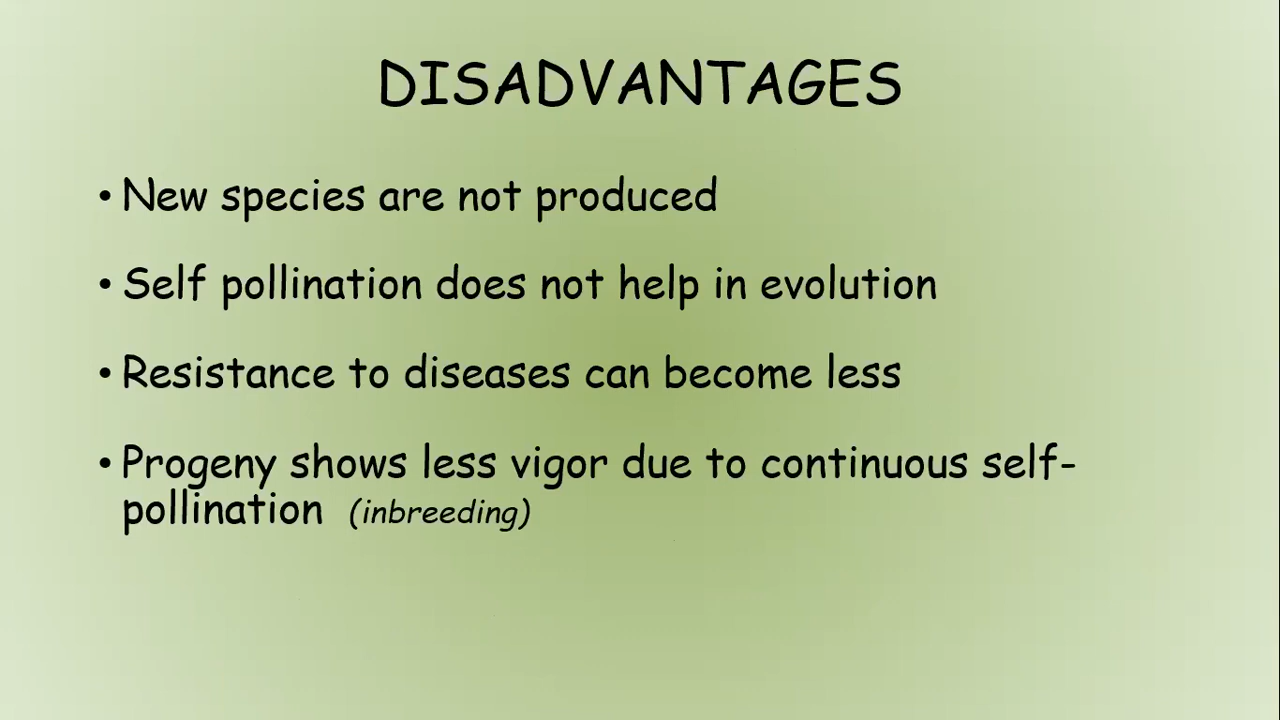 DISADVANTAGES
• New species are not produced
• Self pollination does not help in evolution
• Resistance to diseases can become less
• Progeny shows less vigor due to continuous self-
pollination (inbreeding)